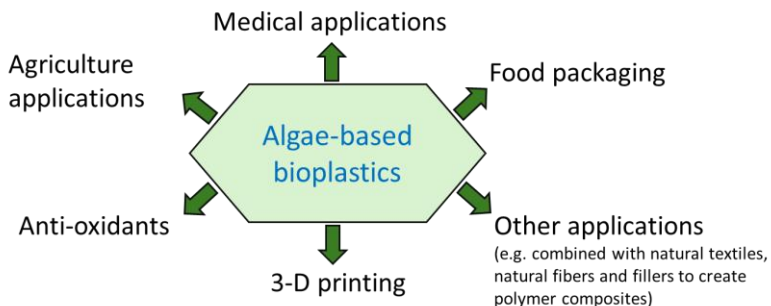 Medical applications
Agriculture
applications
Food packaging
Algae-based
bioplastics
Anti-oxidants
Other applications
(e.g. combined with natural textiles,
natural fibers and fillers to create
polymer composites)
3-D printing